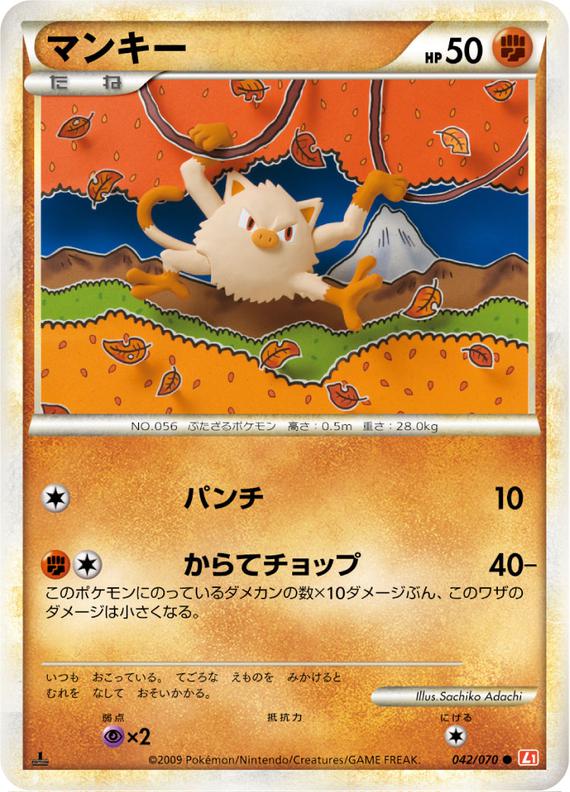 マンキー
HP50
たね
NO.056 ぶたざるポケモン 高さ：0.5m 重さ：28.0kg
パンチ 10
からてチョップ 40−
このポケモンにのっているダメカンの数×10ダメージぶん、このワザの
ダメージは小さくなる。
いつも おこっている。 てごろな えものを みかけると
むれを なして おそいかかる。
Illus.Sachiko Adachi
弱点 抵抗力 にげる
×2
©2009 Pokémon/Nintendo/Creatures/GAME FREAK.
042/070 ● L1